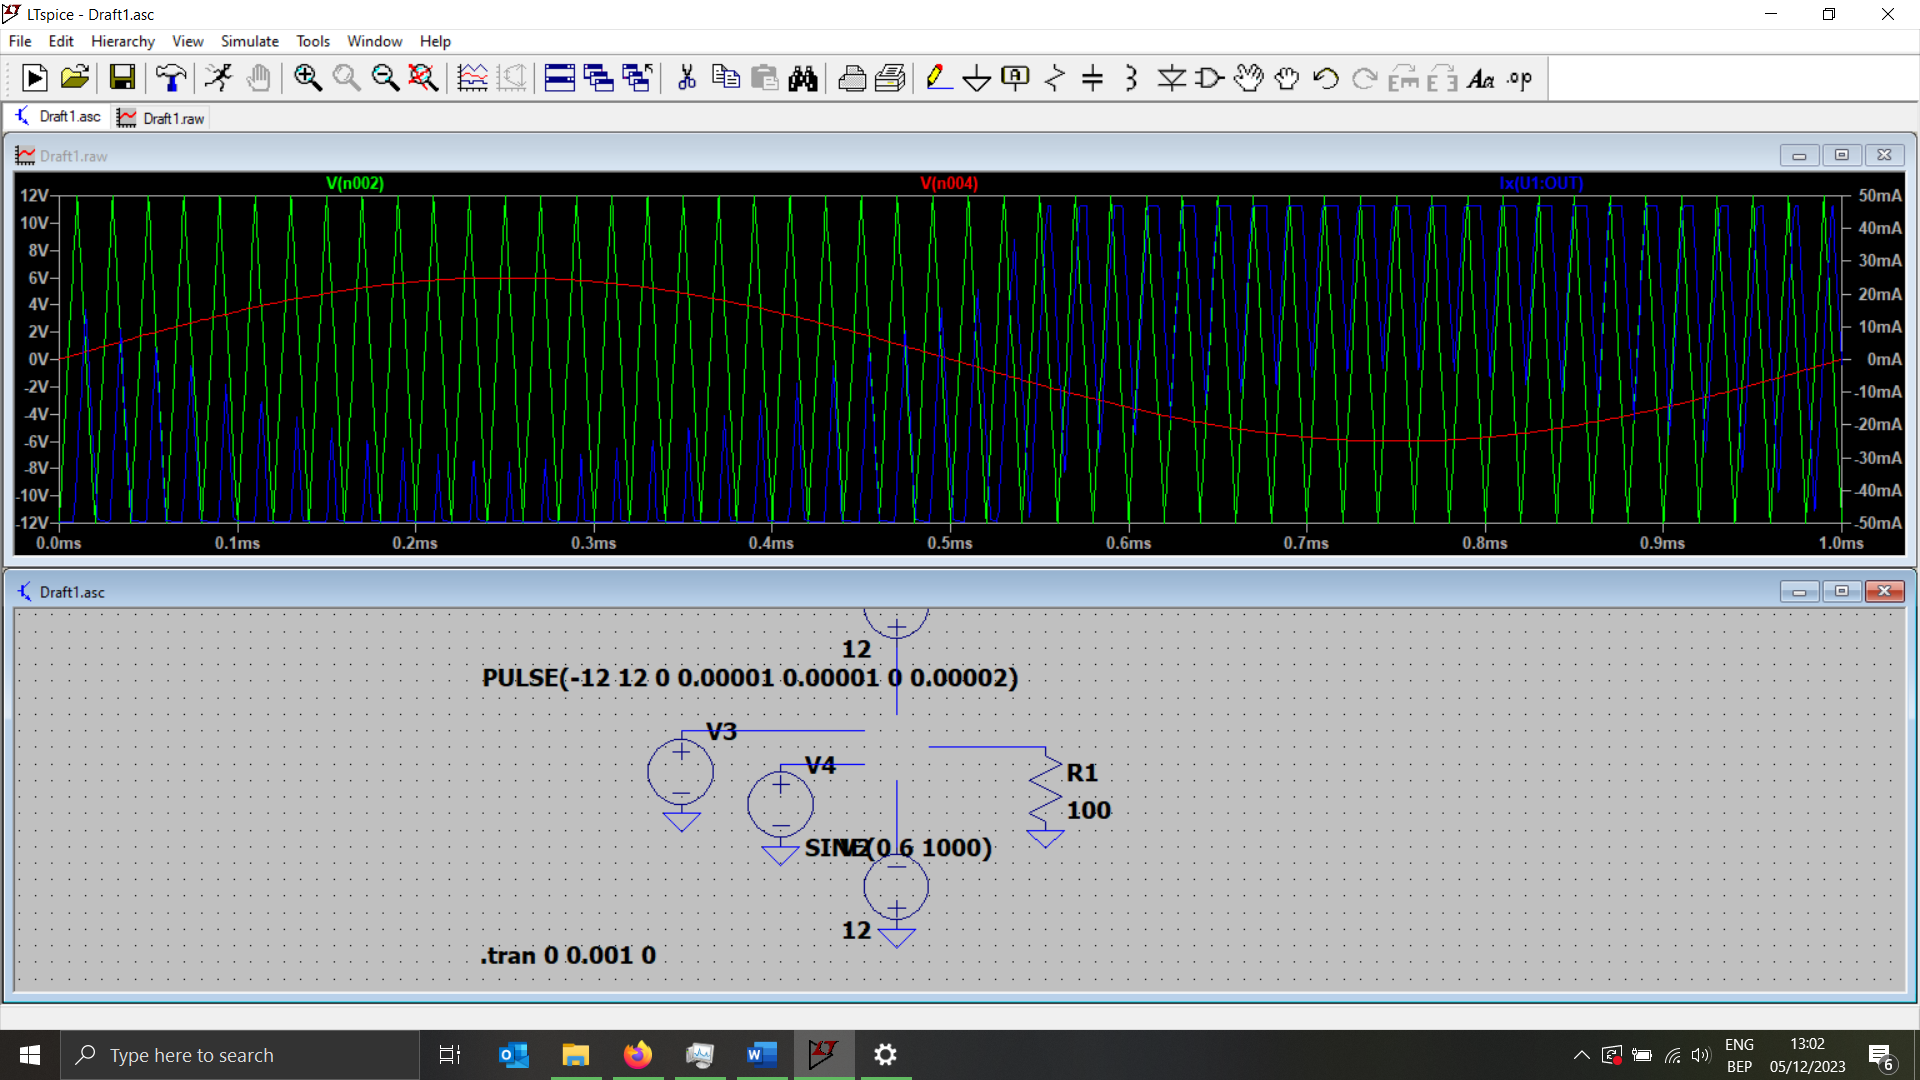 LTspice - Draft1.asc
File Edit Hierarchy View Simulate Tools Window Help
Draft1.asc Draft1.raw
Draft1.raw
V(n002) V(n004) Ix(U1:OUT)
12V 50mA
10V 40mA
8V 30mA
6V 20mA
4V 10mA
2V 0mA
0V -10mA
-2V -20mA
-4V -30mA
-6V -40mA
-8V -50mA
-10V
-12V
0.0ms 0.1ms 0.2ms 0.3ms 0.4ms 0.5ms 0.6ms 0.7ms 0.8ms 0.9ms 1.0ms
Draft1.asc
12
PULSE(-12 12 0 0.00001 0.00001 0 0.00002)
V3
V4
R1
100
SINE(0 6 1000)
V2
12
.tran 0 0.001 0
Type here to search
ENG
BEP
13:02
05/12/2023
6